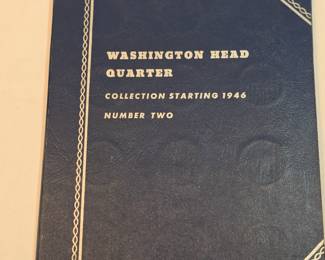 WASHINGTON HEAD
QUARTER
COLLECTION STARTING 1946
NUMBER TWO